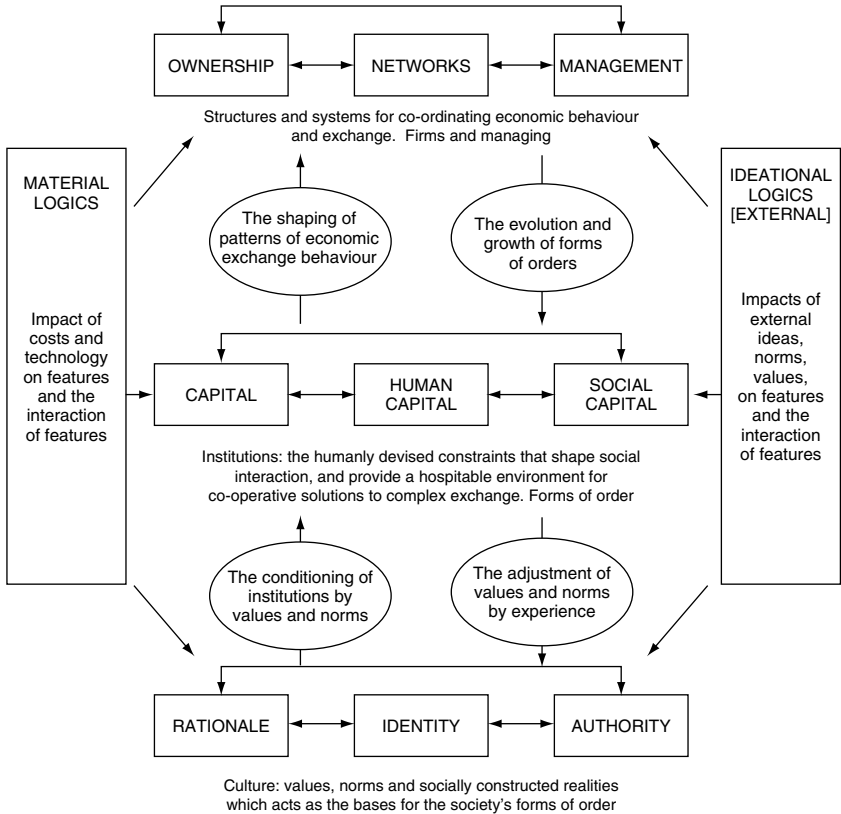 OWNERSHIP
NETWORKS
MANAGEMENT
Structures and systems for co-ordinating economic behaviour
and exchange. Firms and managing
MATERIAL
LOGICS
Impact of
costs and
technology
on features
and the
interaction
of features
IDEATIONAL
LOGICS
[EXTERNAL]
Impacts of
external
ideas,
norms,
values,
on features
and the
interaction
of features
The shaping of
patterns of economic
exchange behaviour
The evolution and
growth of forms
of orders
CAPITAL
HUMAN
CAPITAL
SOCIAL
CAPITAL
Institutions: the humanly devised constraints that shape social
interaction, and provide a hospitable environment for
co-operative solutions to complex exchange. Forms of order
The conditioning of
institutions by
values and norms
The adjustment of
values and norms
by experience
RATIONALE
IDENTITY
AUTHORITY
Culture: values, norms and socially constructed realities
which acts as the bases for the society's forms of order